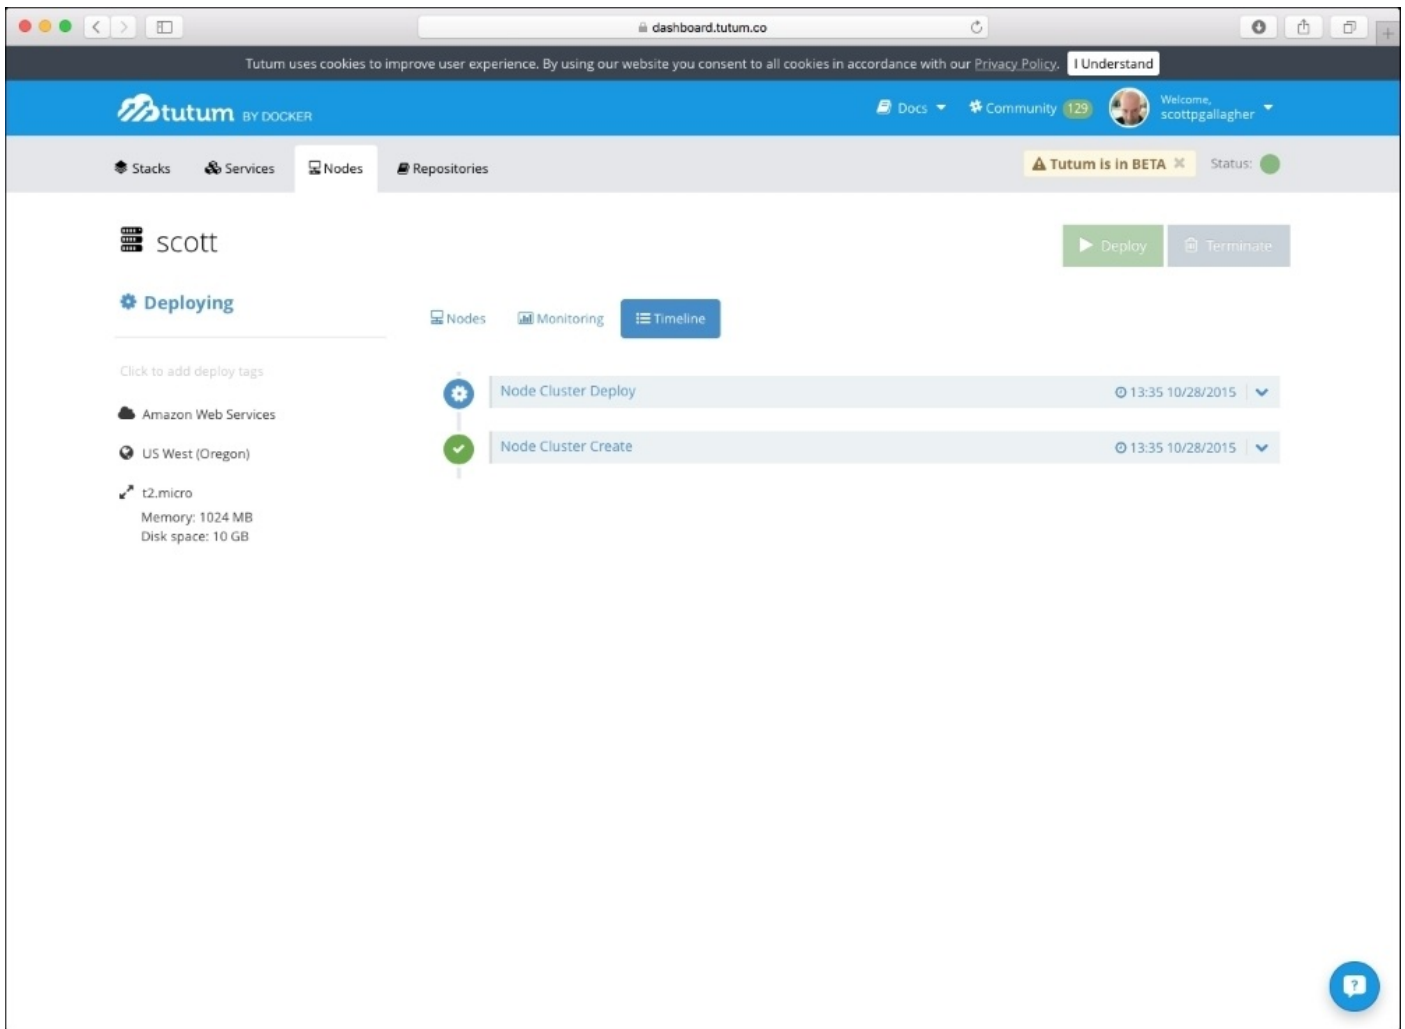 dashboard.tutum.co
Tutum uses cookies to improve user experience. By using our website you consent to all cookies in accordance with our Privacy Policy. I Understand
tutum BY DOCKER
Docs
Community 129
Welcome,
scottpgallagher
Stacks
Services
Nodes
Repositories
Tutum is in BETA
Status:
scott
Deploy
Terminate
Deploying
Nodes
Monitoring
Timeline
Click to add deploy tags
Amazon Web Services
US West (Oregon)
t2.micro
Memory: 1024 MB
Disk space: 10 GB
Node Cluster Deploy
13:35 10/28/2015
Node Cluster Create
13:35 10/28/2015